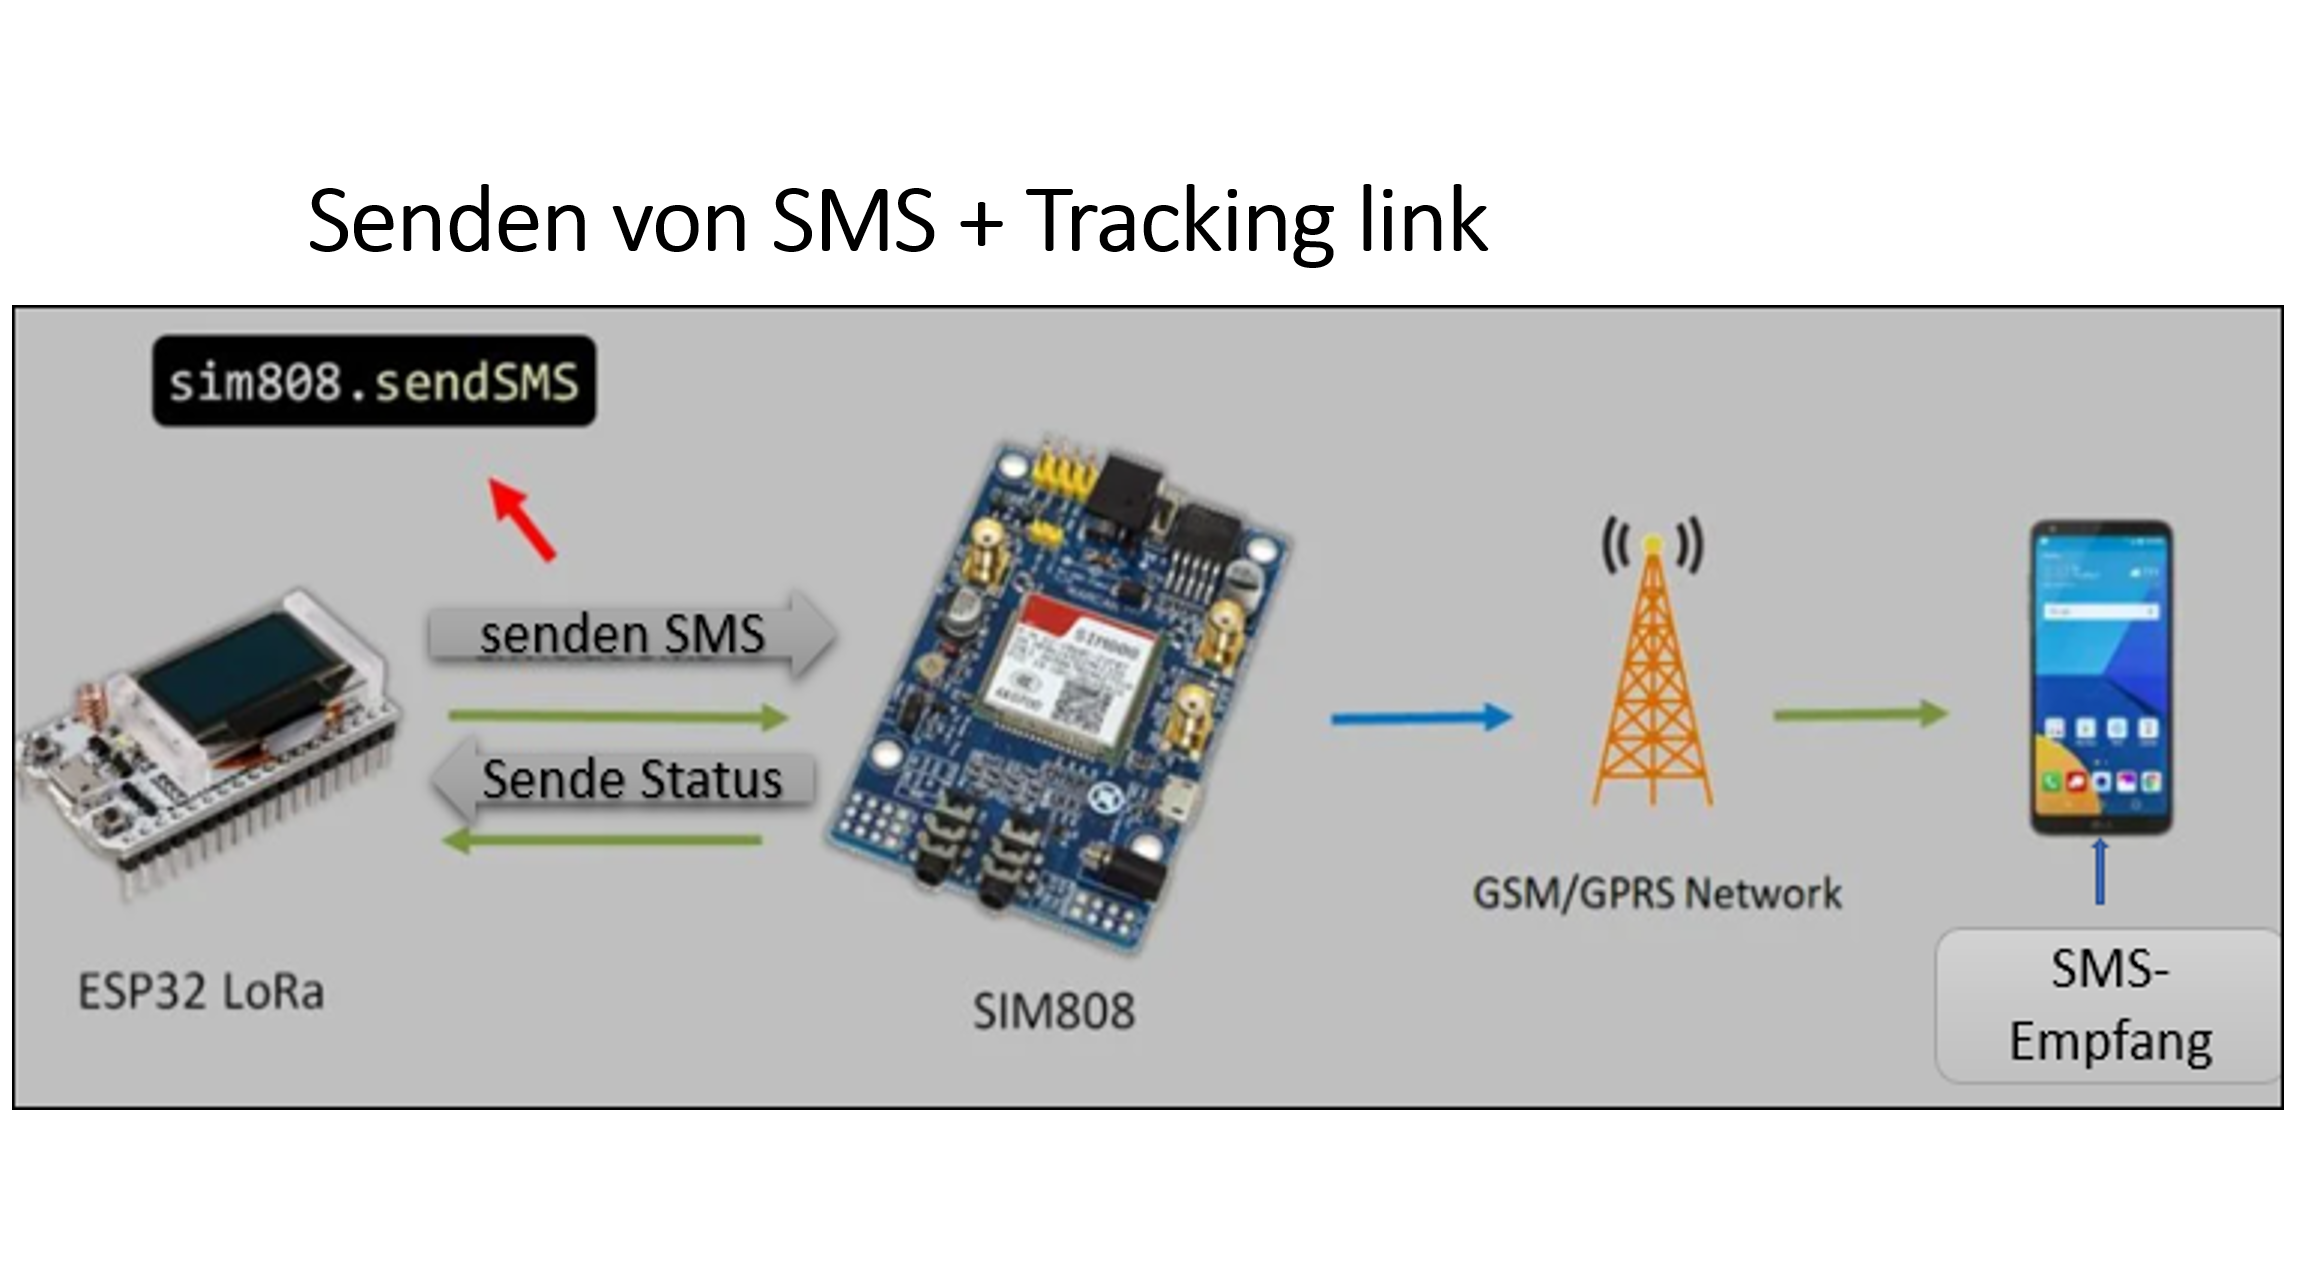 Senden von SMS + Tracking link
sim808.sendSMS
senden SMS
Sende Status
ESP32 LoRa
SIM808
GSM/GPRS Network
SMS-
Empfang